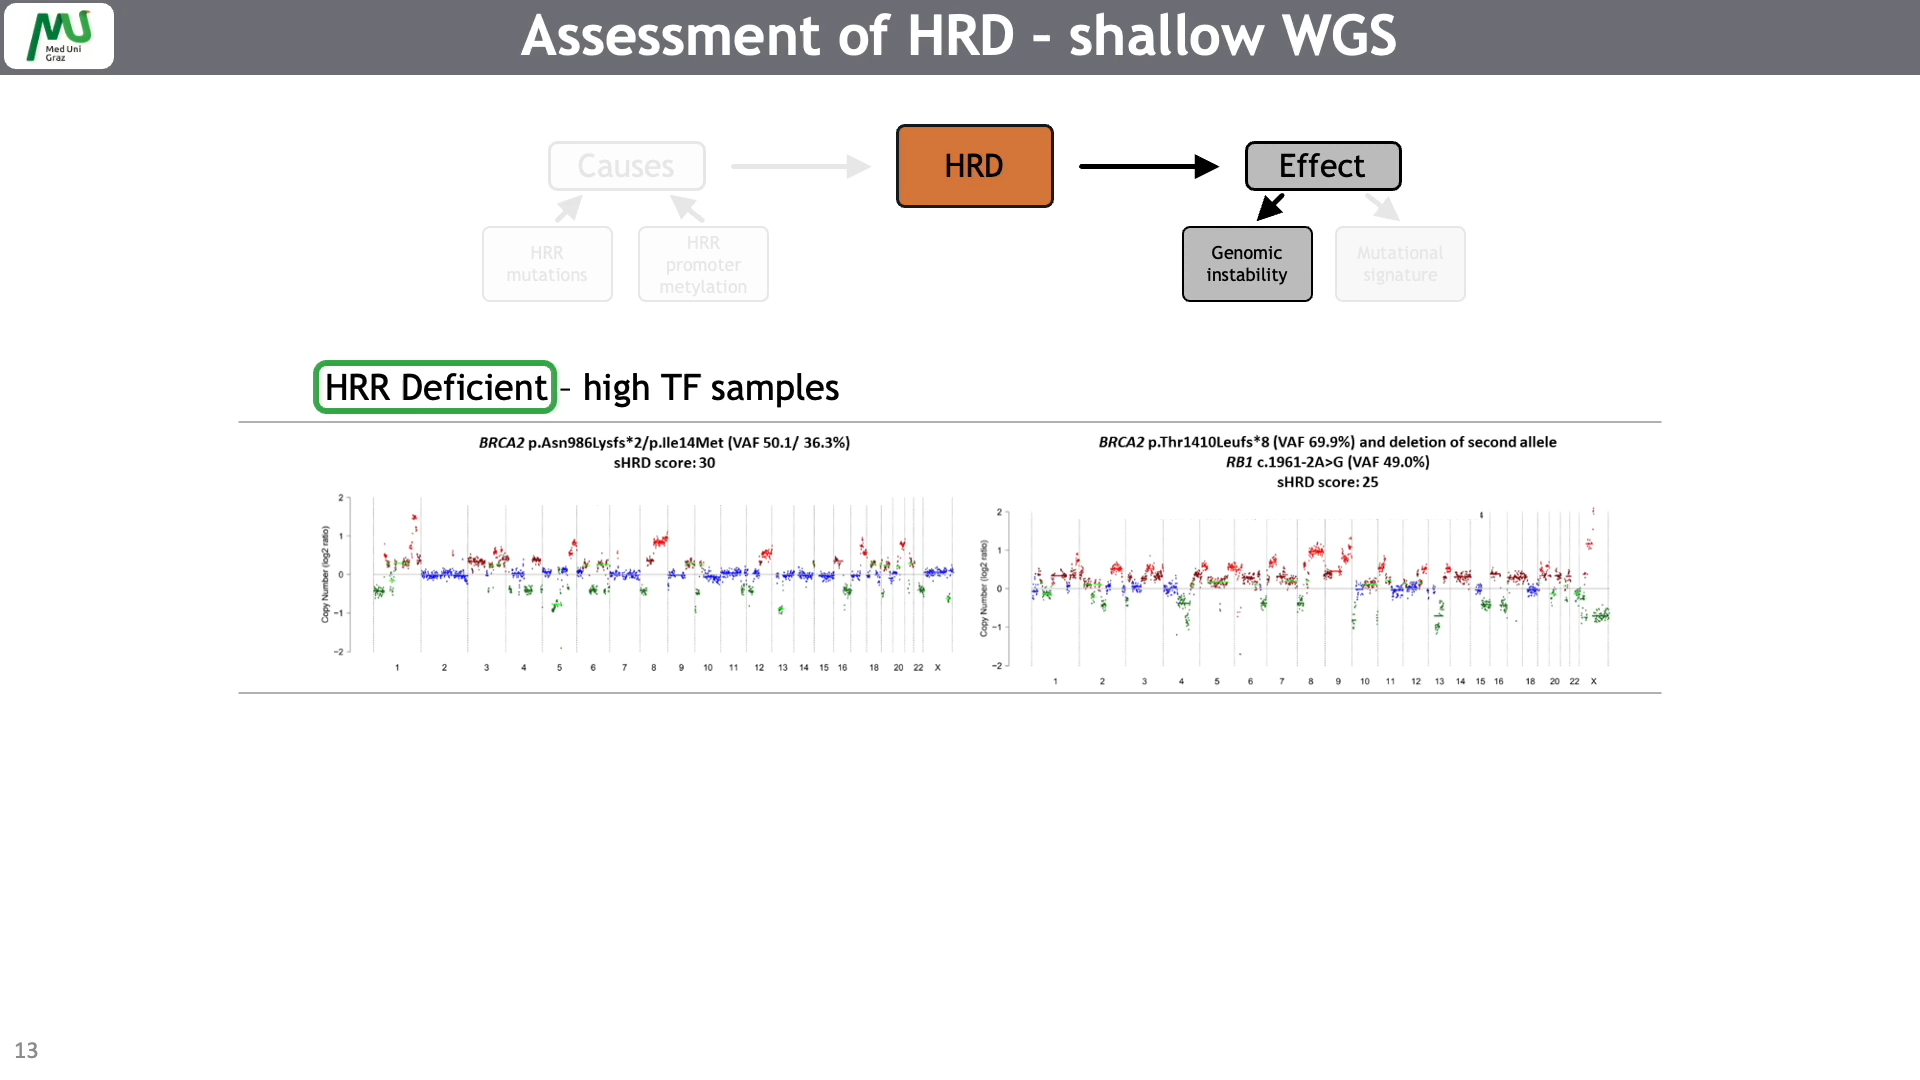 Med Uni
Graz
Assessment of HRD – shallow WGS
Causes
HRD
Effect
HRR
mutations
HRR
promoter
metylation
Genomic
instability
Mutational
signature
HRR Deficient – high TF samples
BRCA2 p.Asn986Lysfs*2/p.Ile14Met (VAF 50.1/ 36.3%)
sHRD score: 30
2
1
0
−1
−2
Copy Number (log2 ratio)
1 2 3 4 5 6 7 8 9 10 11 12 13 14 15 16 18 20 22 X
BRCA2 p.Thr1410Leufs*8 (VAF 69.9%) and deletion of second allele
RB1 c.1961-2A>G (VAF 49.0%)
sHRD score: 25
2
1
0
−1
−2
Copy Number (log2 ratio)
1 2 3 4 5 6 7 8 9 10 11 12 13 14 15 16 18 20 22 X
13